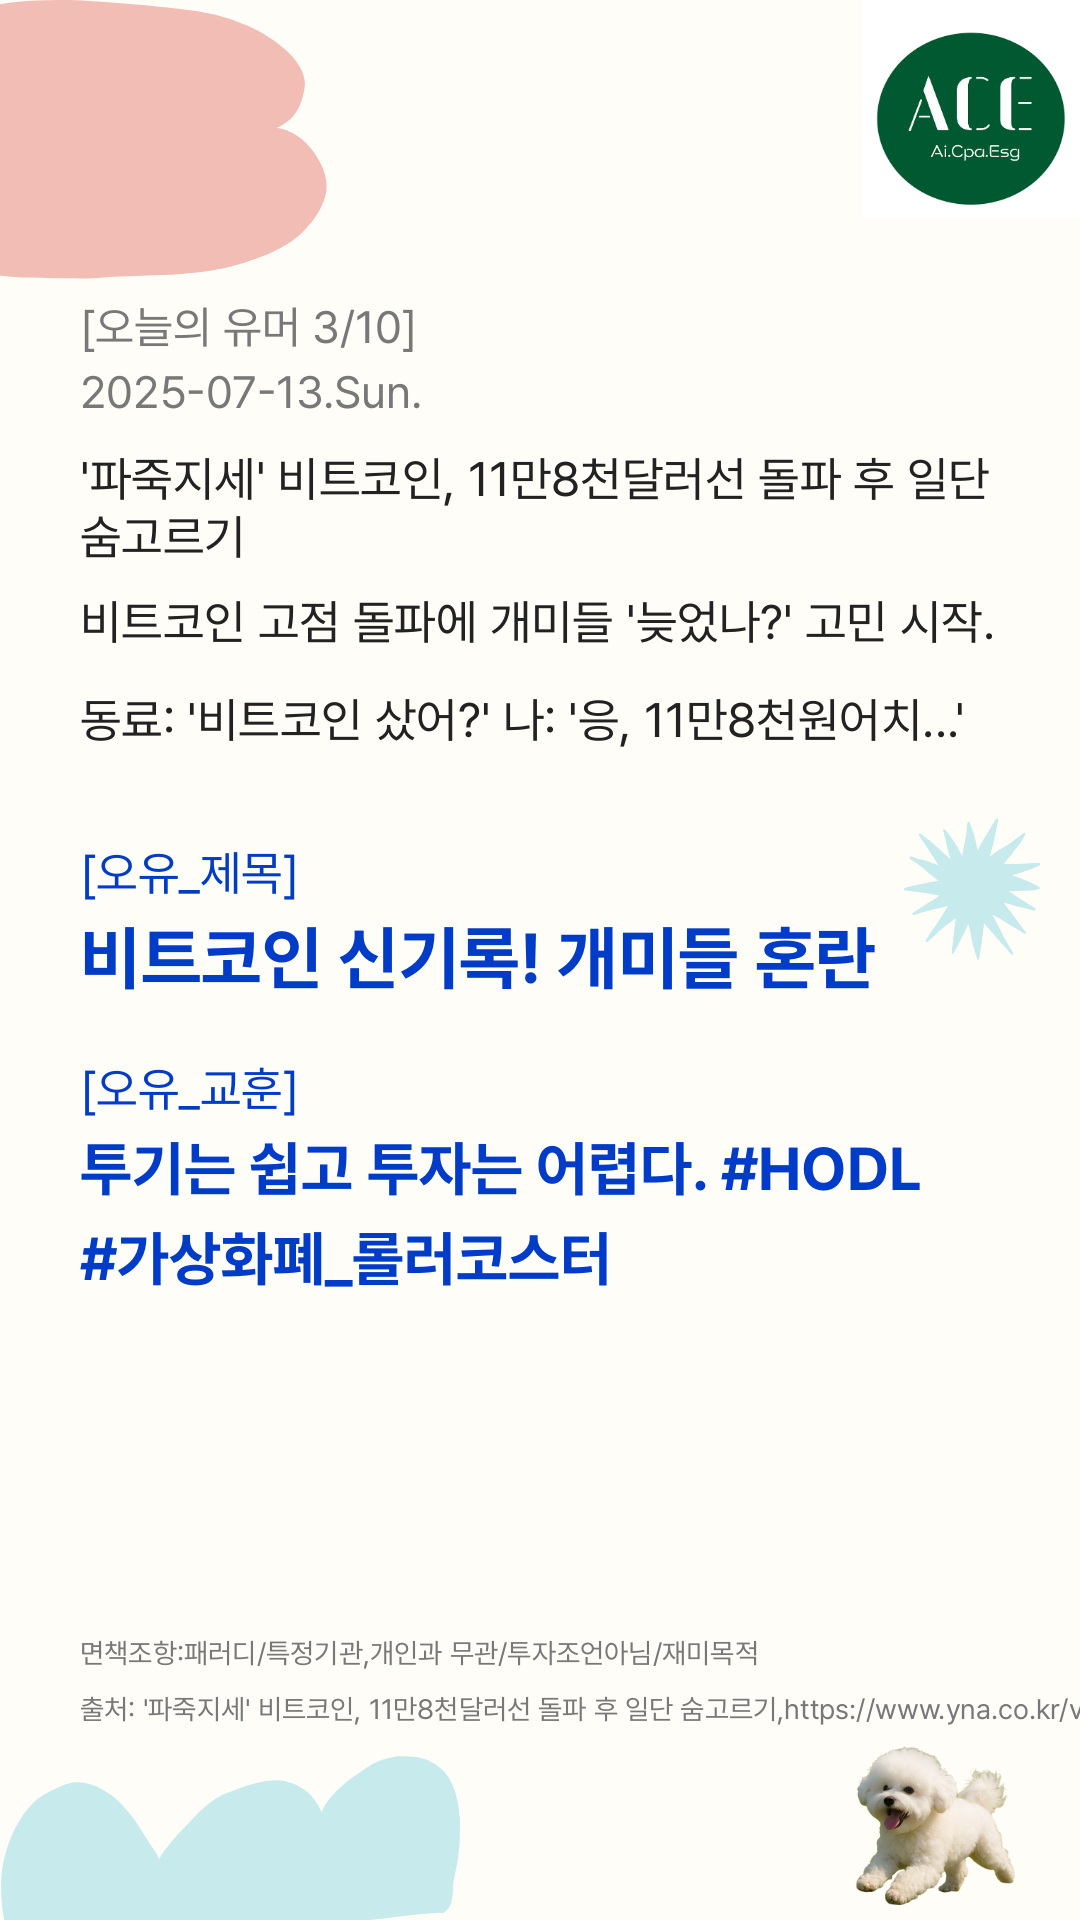 ACE
Ai.Cpa.Esg
[오늘의 유머 3/10]
2025-07-13.Sun.
'파죽지세' 비트코인, 11만8천달러선 돌파 후 일단
숨고르기
비트코인 고점 돌파에 개미들 '늦었나?' 고민 시작.
동료: '비트코인 샀어?' 나: '응, 11만8천원어치...'
[오유_제목]
비트코인 신기록! 개미들 혼란
[오유_교훈]
투기는 쉽고 투자는 어렵다. #HODL
#가상화폐_롤러코스터
면책조항:패러디/특정기관,개인과 무관/투자조언아님/재미목적
출처: '파죽지세' 비트코인, 11만8천달러선 돌파 후 일단 숨고르기,https://www.yna.co.kr/v